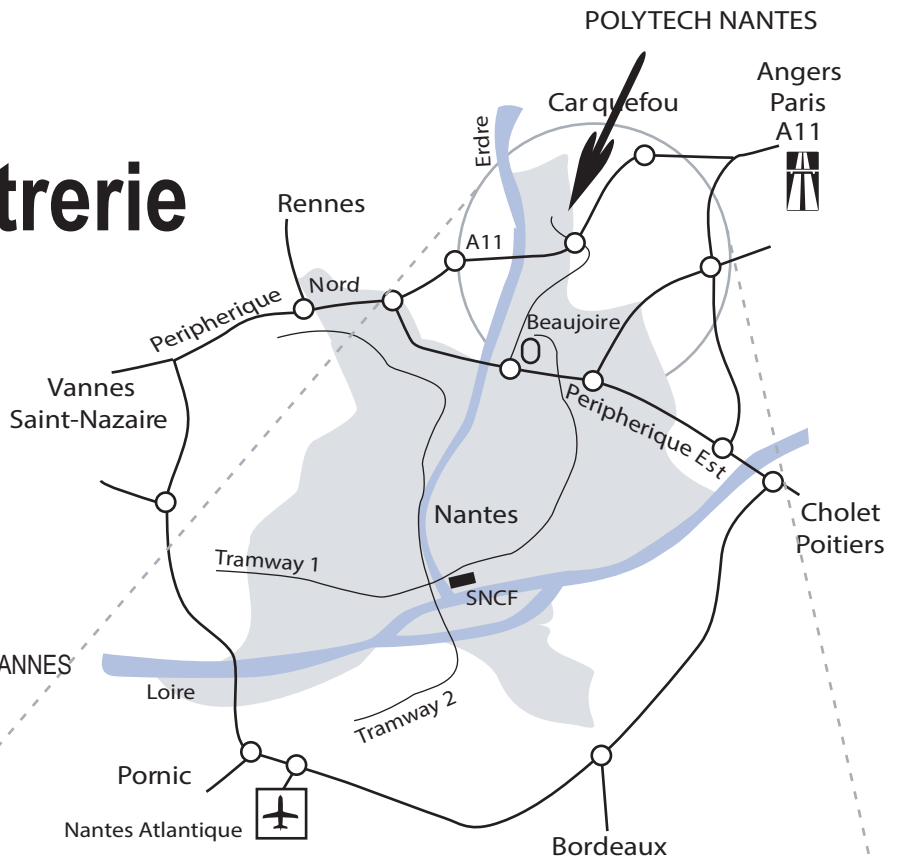 POLYTECH NANTES
Angers
Paris
A11
Car quefou
Erdre
trerie
Rennes
A11
Nord
Peripherique
Beaujoire
Vannes
Saint-Nazaire
Peripherique Est
Nantes
Cholet
Poitiers
Tramway 1
SNCF
ANNES
Loire
Tramway 2
Pornic
Nantes Atlantique
Bordeaux